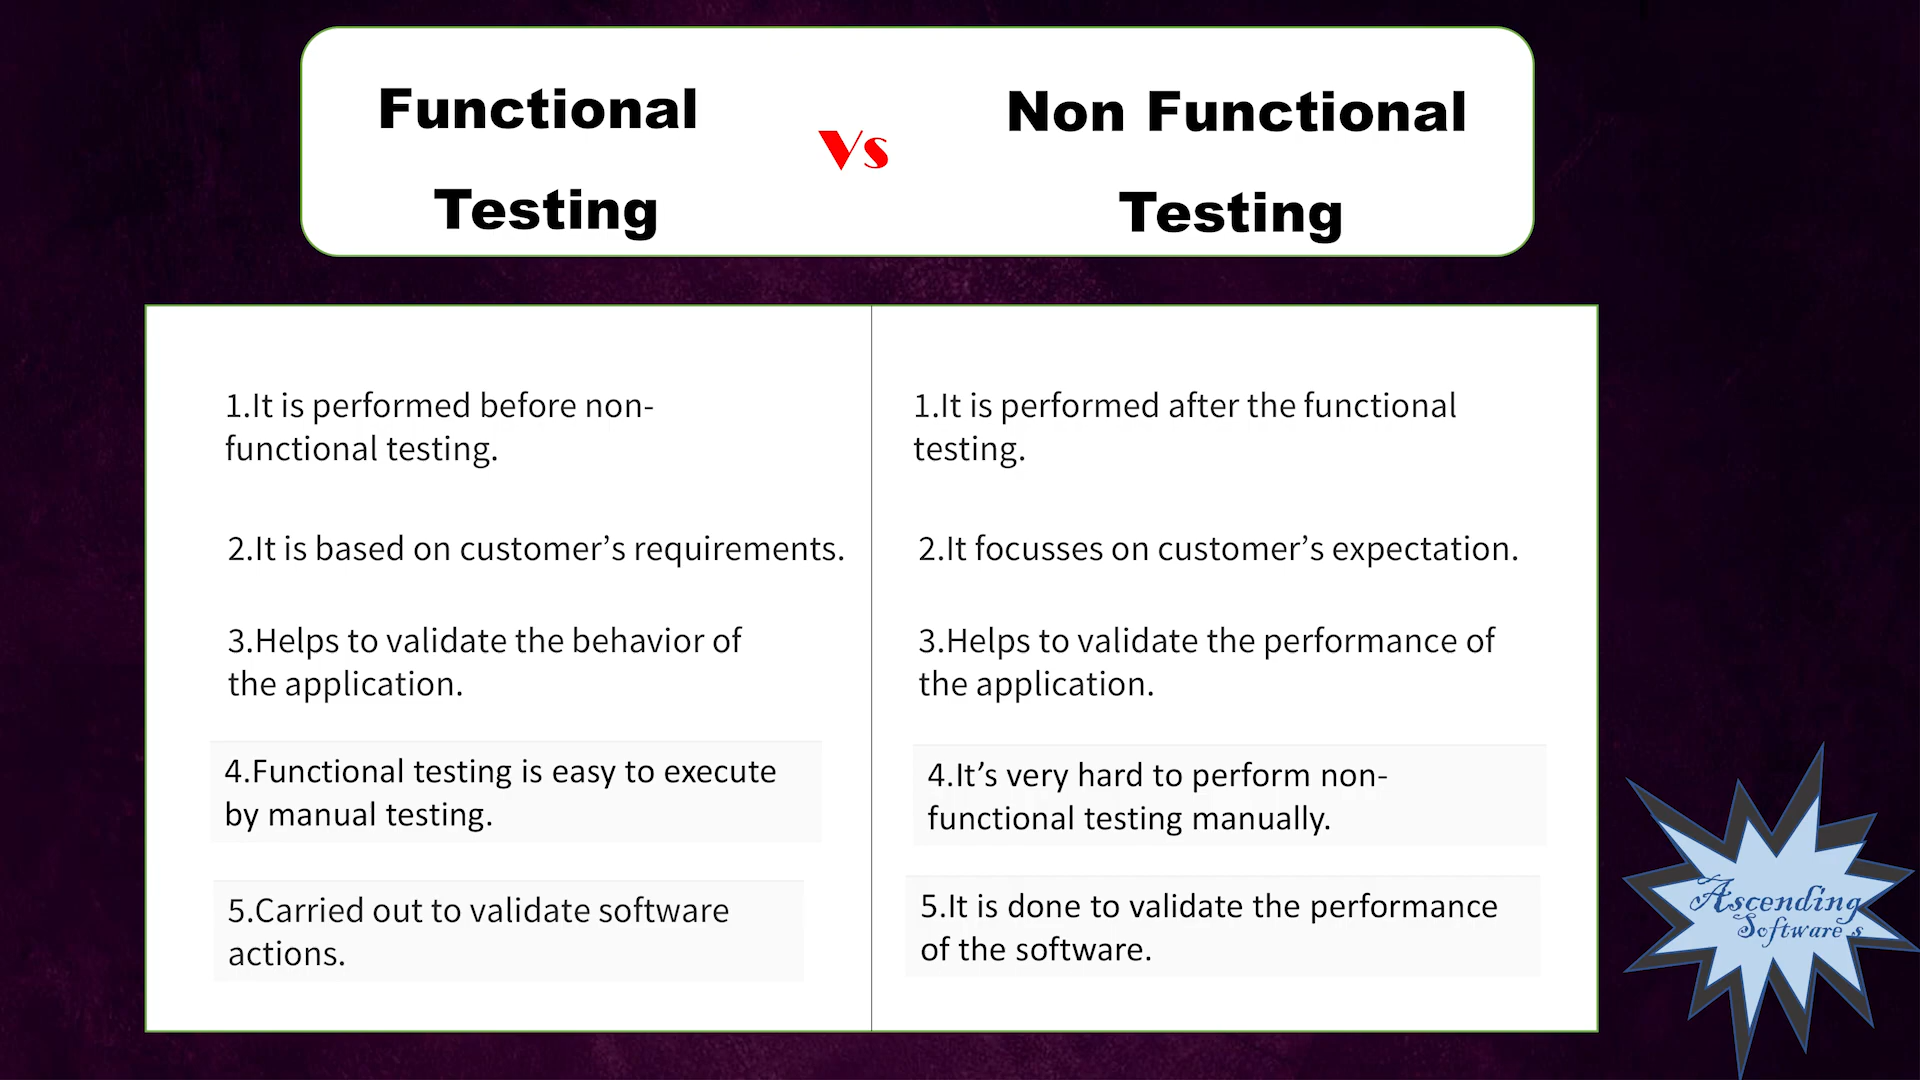 Functional
Testing
Vs
Non Functional
Testing
1.It is performed before non-
functional testing.
2.It is based on customer’s requirements.
3.Helps to validate the behavior of
the application.
4.Functional testing is easy to execute
by manual testing.
5.Carried out to validate software
actions.
1.It is performed after the functional
testing.
2.It focusses on customer’s expectation.
3.Helps to validate the performance of
the application.
4.It’s very hard to perform non-
functional testing manually.
5.It is done to validate the performance
of the software.
Ascending
Software s